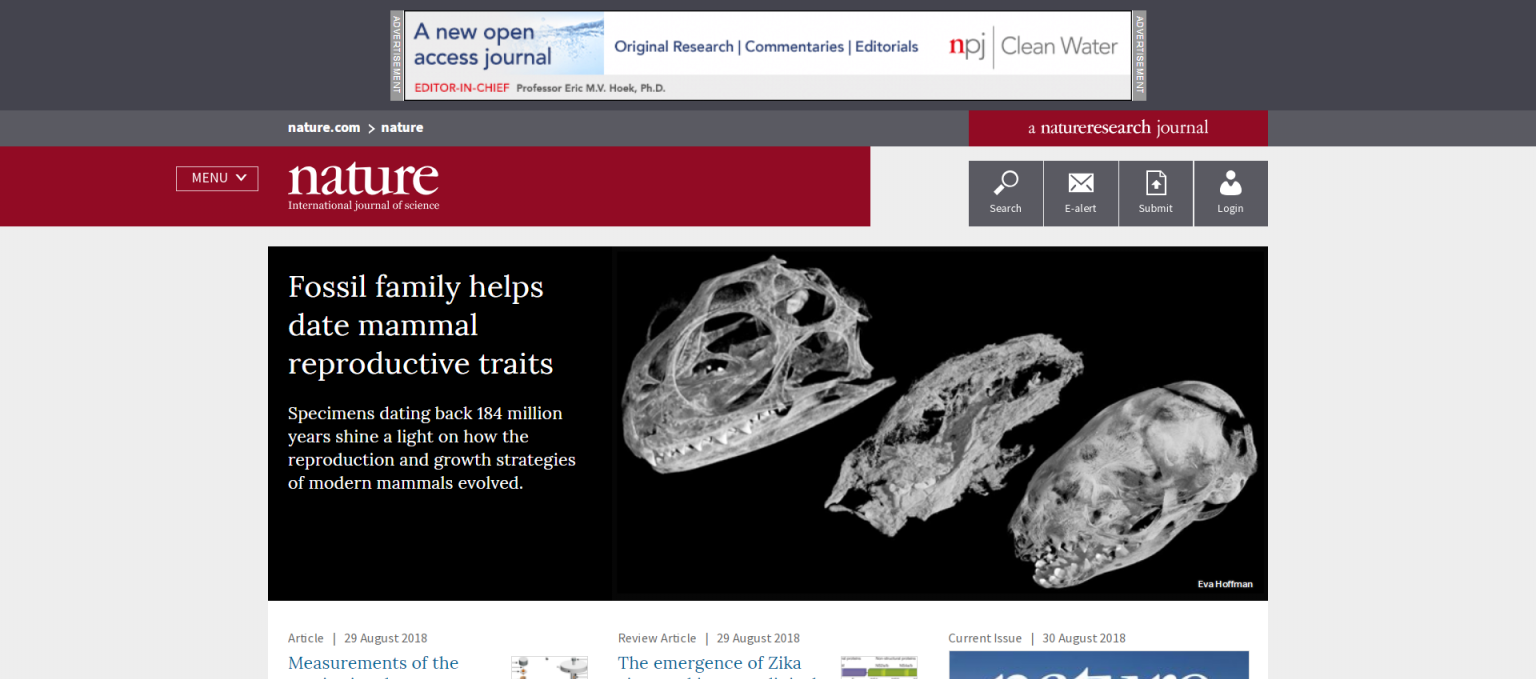 ADVERTISEMENT
A new open
access journal
Original Research | Commentaries | Editorials
npj | Clean Water
EDITOR-IN-CHIEF Professor Eric M.V. Hoek, Ph.D.
ADVERTISEMENT
nature.com > nature
a natureresearch journal
MENU
nature
International journal of science
Search
E-alert
Submit
Login
Fossil family helps
date mammal
reproductive traits
Specimens dating back 184 million
years shine a light on how the
reproduction and growth strategies
of modern mammals evolved.
Eva Hoffman
Article | 29 August 2018
Measurements of the
Review Article | 29 August 2018
The emergence of Zika
Current Issue | 30 August 2018
nature